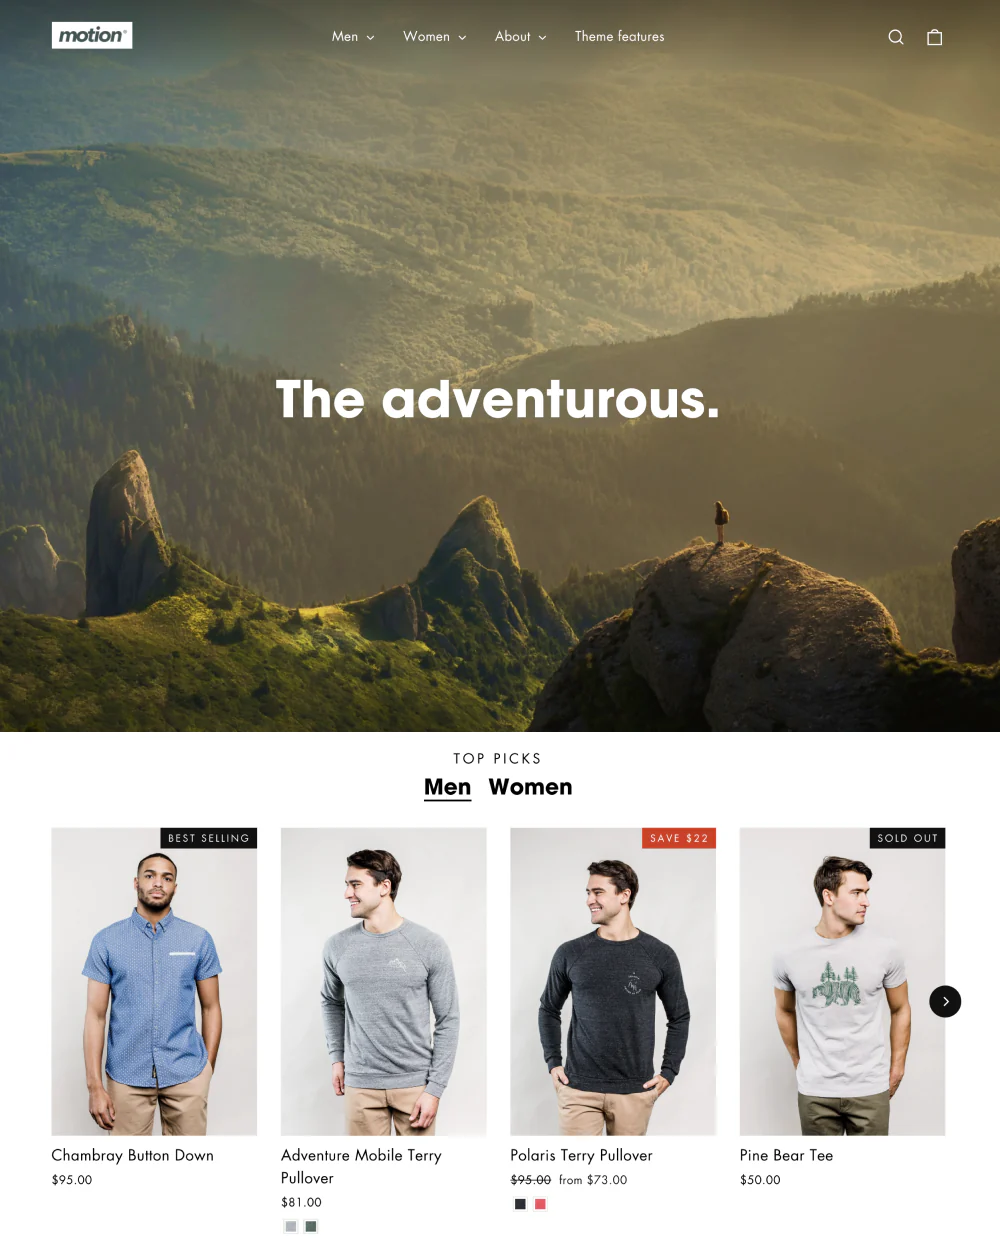 motion
Men
Women
About
Theme features
The adventurous.
TOP PICKS
Men
Women
BEST SELLING
SAVE $22
SOLD OUT
Chambray Button Down
$95.00
Adventure Mobile Terry
Pullover
$81.00
Polaris Terry Pullover
$95.00 from $73.00
Pine Bear Tee
$50.00